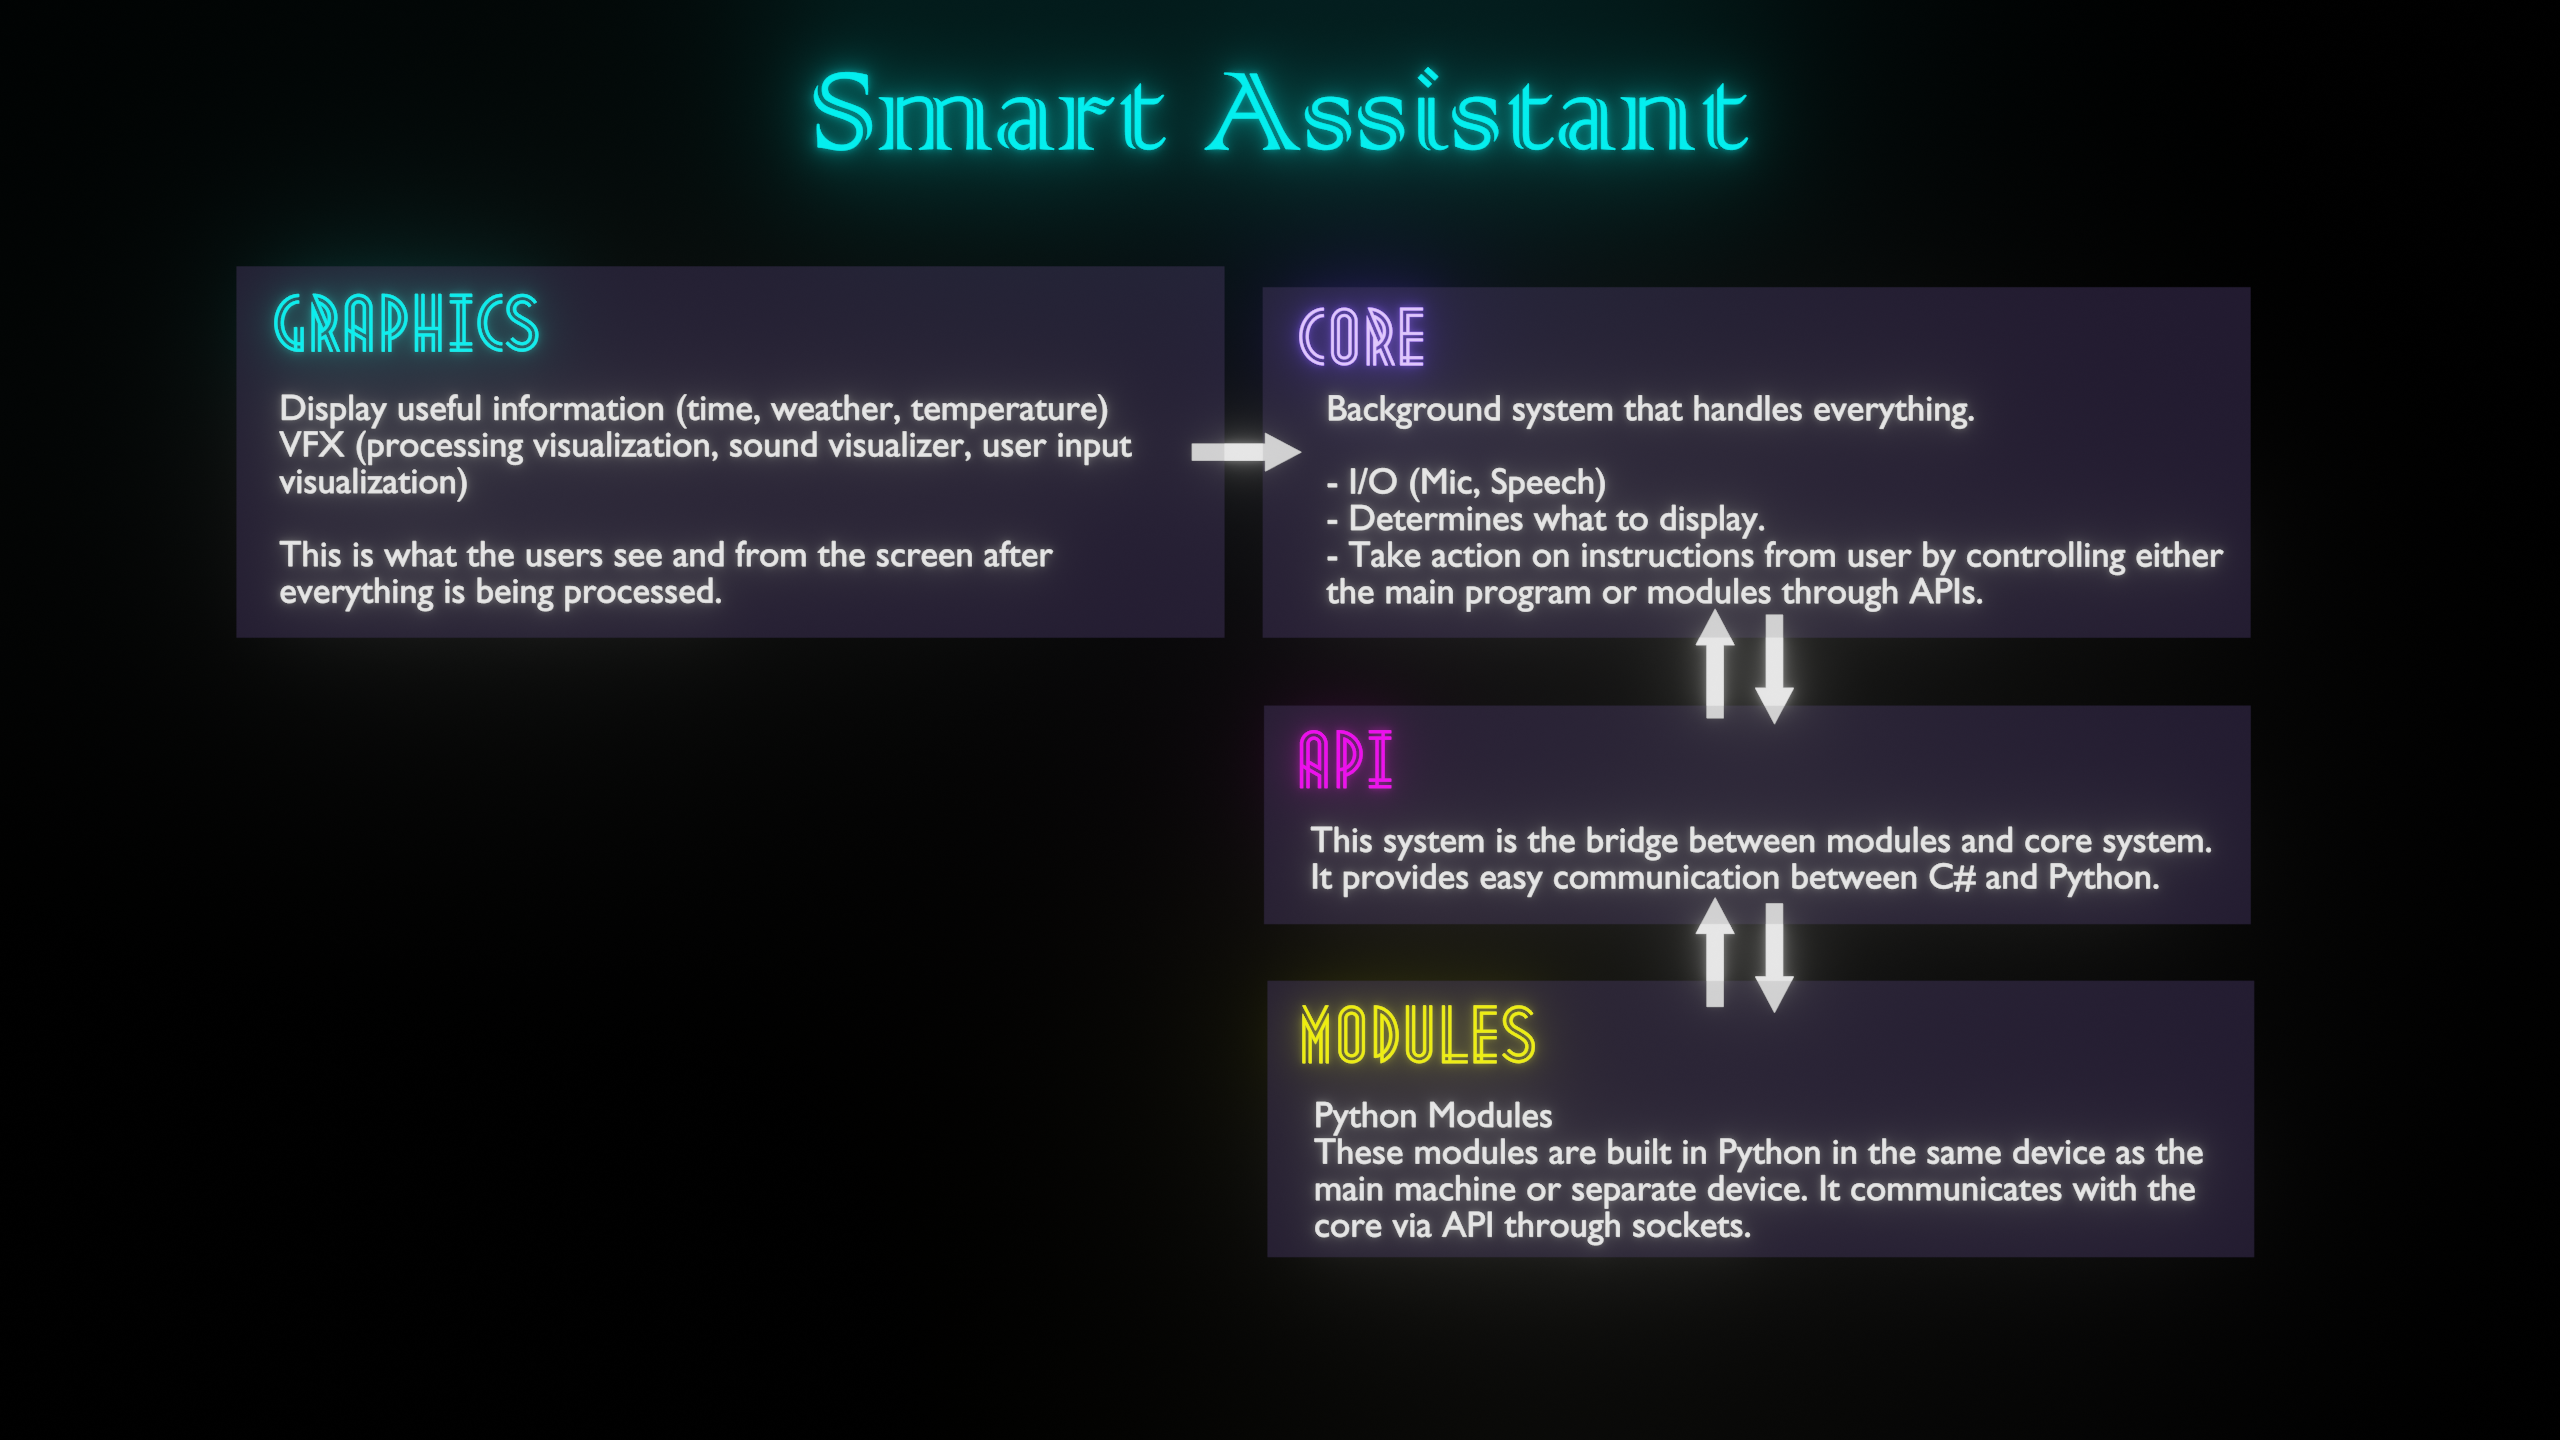 Smart Assistant
GRAPHICS
Display useful information (time, weather, temperature)
VFX (processing visualization, sound visualizer, user input
visualization)
This is what the users see and from the screen after
everything is being processed.
CORE
Background system that handles everything.
- I/O (Mic, Speech)
- Determines what to display.
- Take action on instructions from user by controlling either
the main program or modules through APIs.
API
This system is the bridge between modules and core system.
It provides easy communication between C# and Python.
MODULES
Python Modules
These modules are built in Python in the same device as the
main machine or separate device. It communicates with the
core via API through sockets.